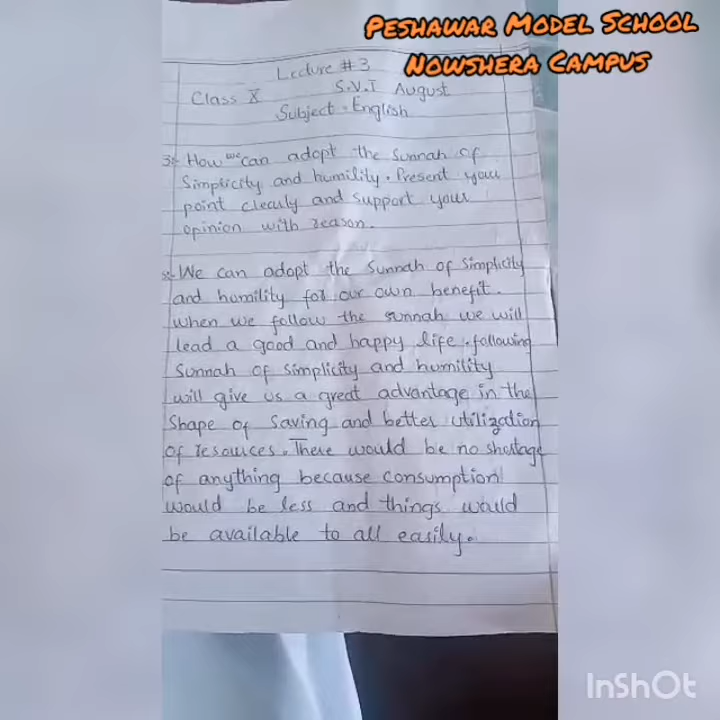 PESHAWAR MODEL SCHOOL
NOWSHERA CAMPUS
Lecture #3
S.V.I August
Class X
Subject. English
3:- How we can adopt the Sunnah of
Simplicity and humility. Present your
point clearly and support your
opinion with reason.
We can adopt the Sunnah of Simplicity
and humility for our own benefit.
when we follow the sunnah we will
lead a good and happy life. following
Sunnah of simplicity and humility
will give us a great advantage in the
Shape of Saving and better utilization
of resources. There would be no shortage
of anything because consumption
would be less and things would
be available to all easily.
InShOt